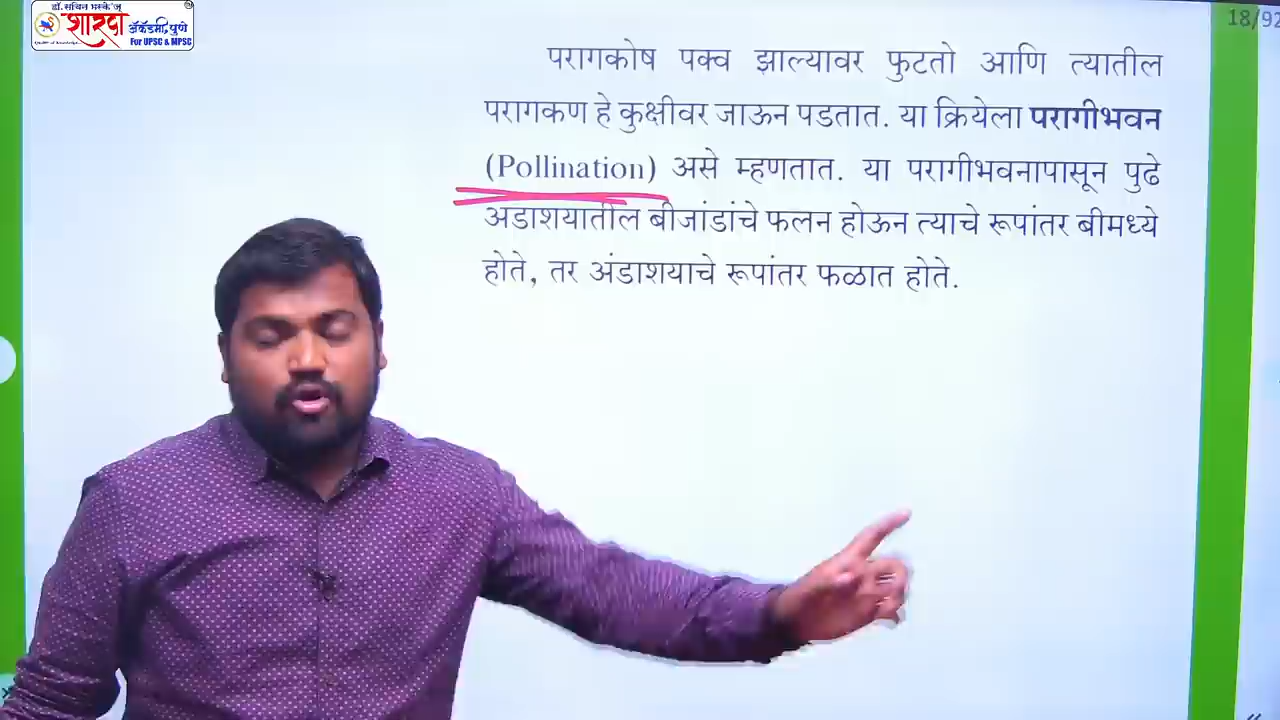 डॉ. सचिन भस्के'ज्
शारदा
अ‍ॅकॅडमी, पुणे
For UPSC & MPSC
18/92
परागकोष पक्व झाल्यावर फुटतो आणि त्यातील
परागकण हे कुक्षीवर जाऊन पडतात. या क्रियेला परागीभवन
(Pollination) असे म्हणतात. या परागीभवनापासून पुढे
अंडाशयातील बीजांडांचे फलन होऊन त्याचे रूपांतर बीमध्ये
होते, तर अंडाशयाचे रूपांतर फळात होते.